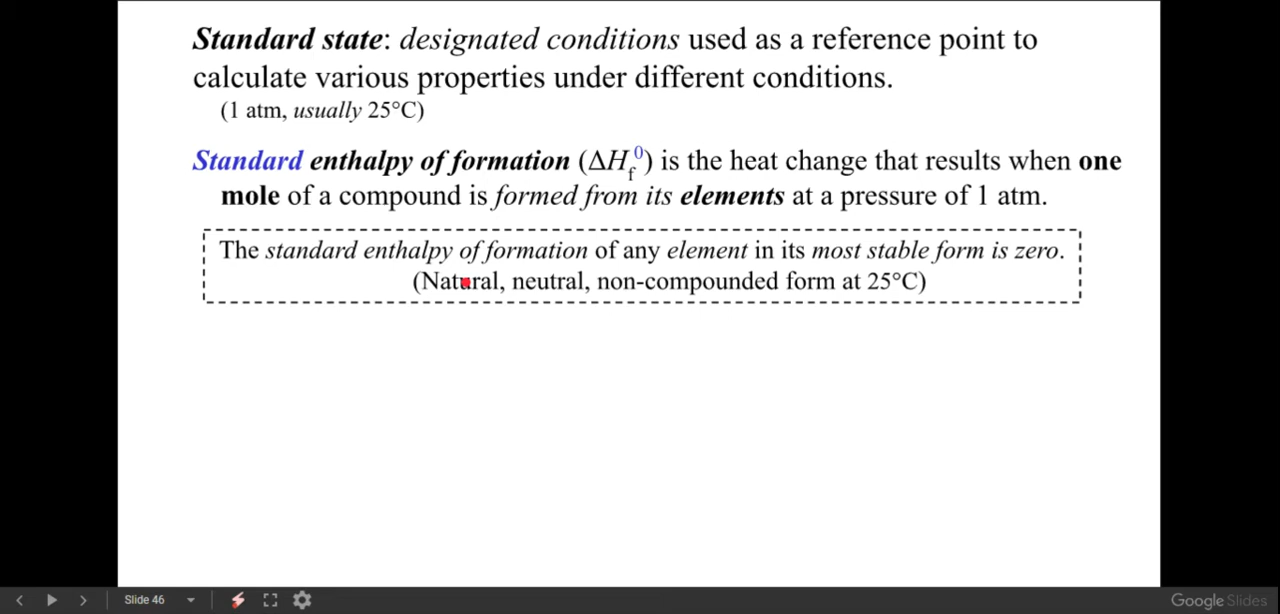 Standard state: designated conditions used as a reference point to
calculate various properties under different conditions.
(1 atm, usually 25°C)
Standard enthalpy of formation (ΔHf⁰) is the heat change that results when one
mole of a compound is formed from its elements at a pressure of 1 atm.
The standard enthalpy of formation of any element in its most stable form is zero.
(Natural, neutral, non-compounded form at 25°C)
Slide 46
Google Slides